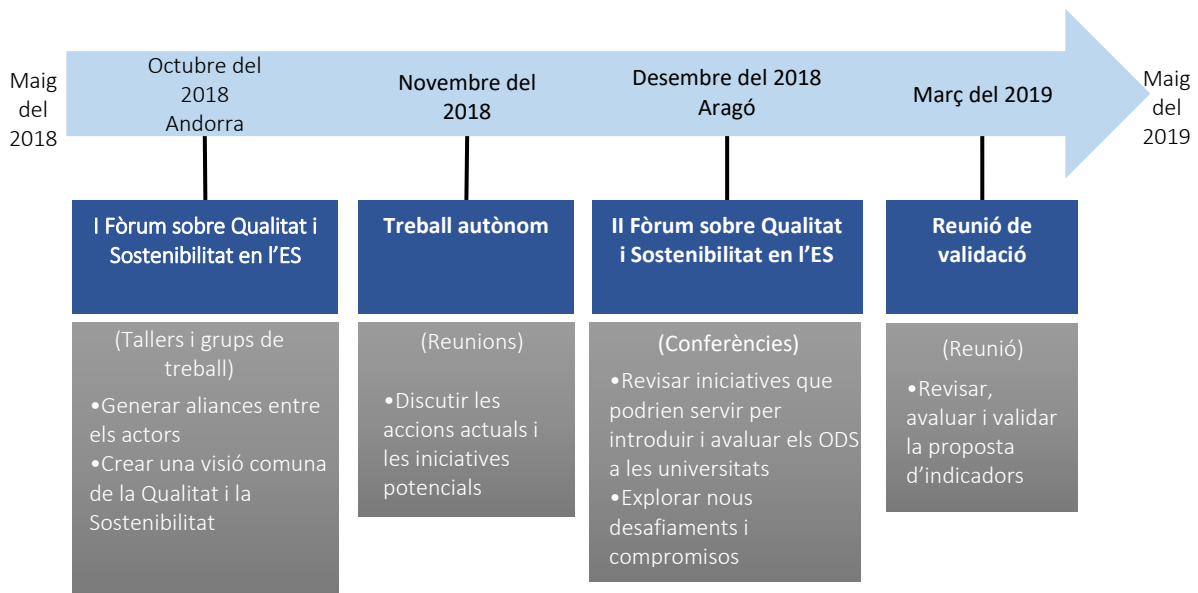 Maig
del
2018
Octubre del
2018
Andorra
Novembre del
2018
Desembre del 2018
Aragó
Març del 2019
Maig
del
2019
I Fòrum sobre Qualitat i
Sostenibilitat en l’ES
Treball autònom
II Fòrum sobre Qualitat
i Sostenibilitat en l’ES
Reunió de
validació
(Tallers i grups de
treball)
•Generar aliances entre
els actors
•Crear una visió comuna
de la Qualitat i la
Sostenibilitat
(Reunions)
•Discutir les
accions actuals i
les iniciatives
potencials
(Conferències)
•Revisar iniciatives que
podrien servir per
introduir i avaluar els ODS
a les universitats
•Explorar nous
desafiaments i
compromisos
(Reunió)
•Revisar,
avaluar i validar
la proposta
d’indicadors